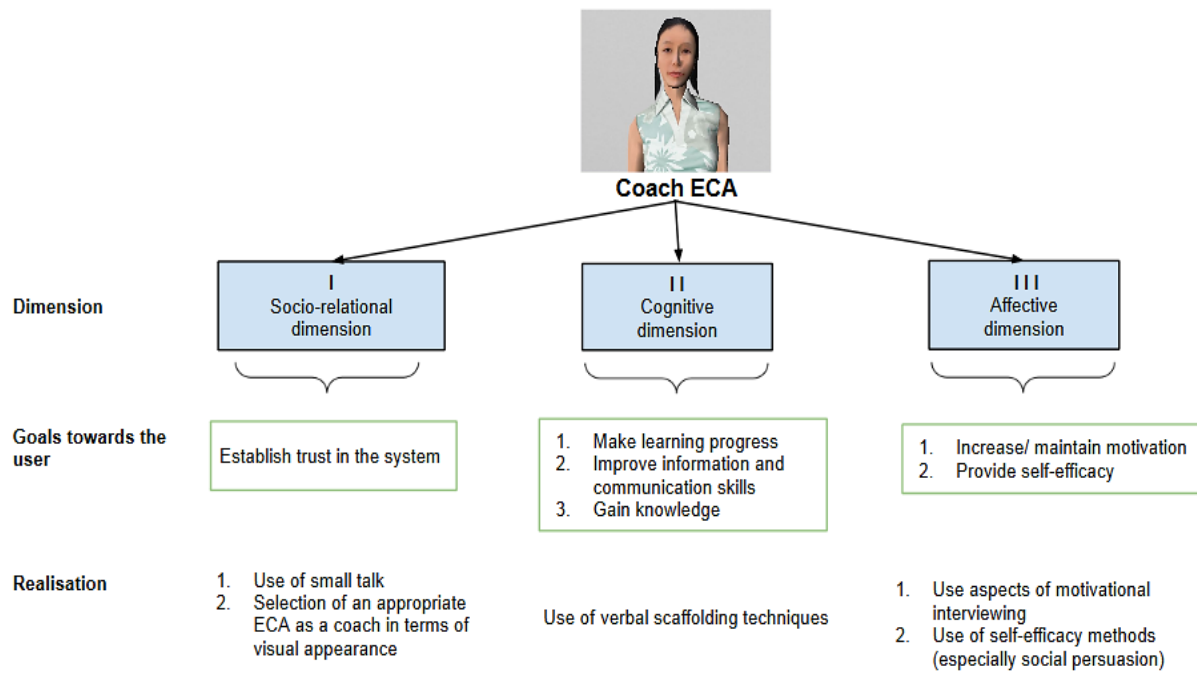 Coach ECA
Dimension
I
Socio-relational
dimension
I I
Cognitive
dimension
I I I
Affective
dimension
Goals towards the
user
Establish trust in the system
1. Make learning progress
2. Improve information and
communication skills
3. Gain knowledge
1. Increase/ maintain motivation
2. Provide self-efficacy
Realisation
1. Use of small talk
2. Selection of an appropriate
ECA as a coach in terms of
visual appearance
Use of verbal scaffolding techniques
1. Use aspects of motivational
interviewing
2. Use of self-efficacy methods
(especially social persuasion)